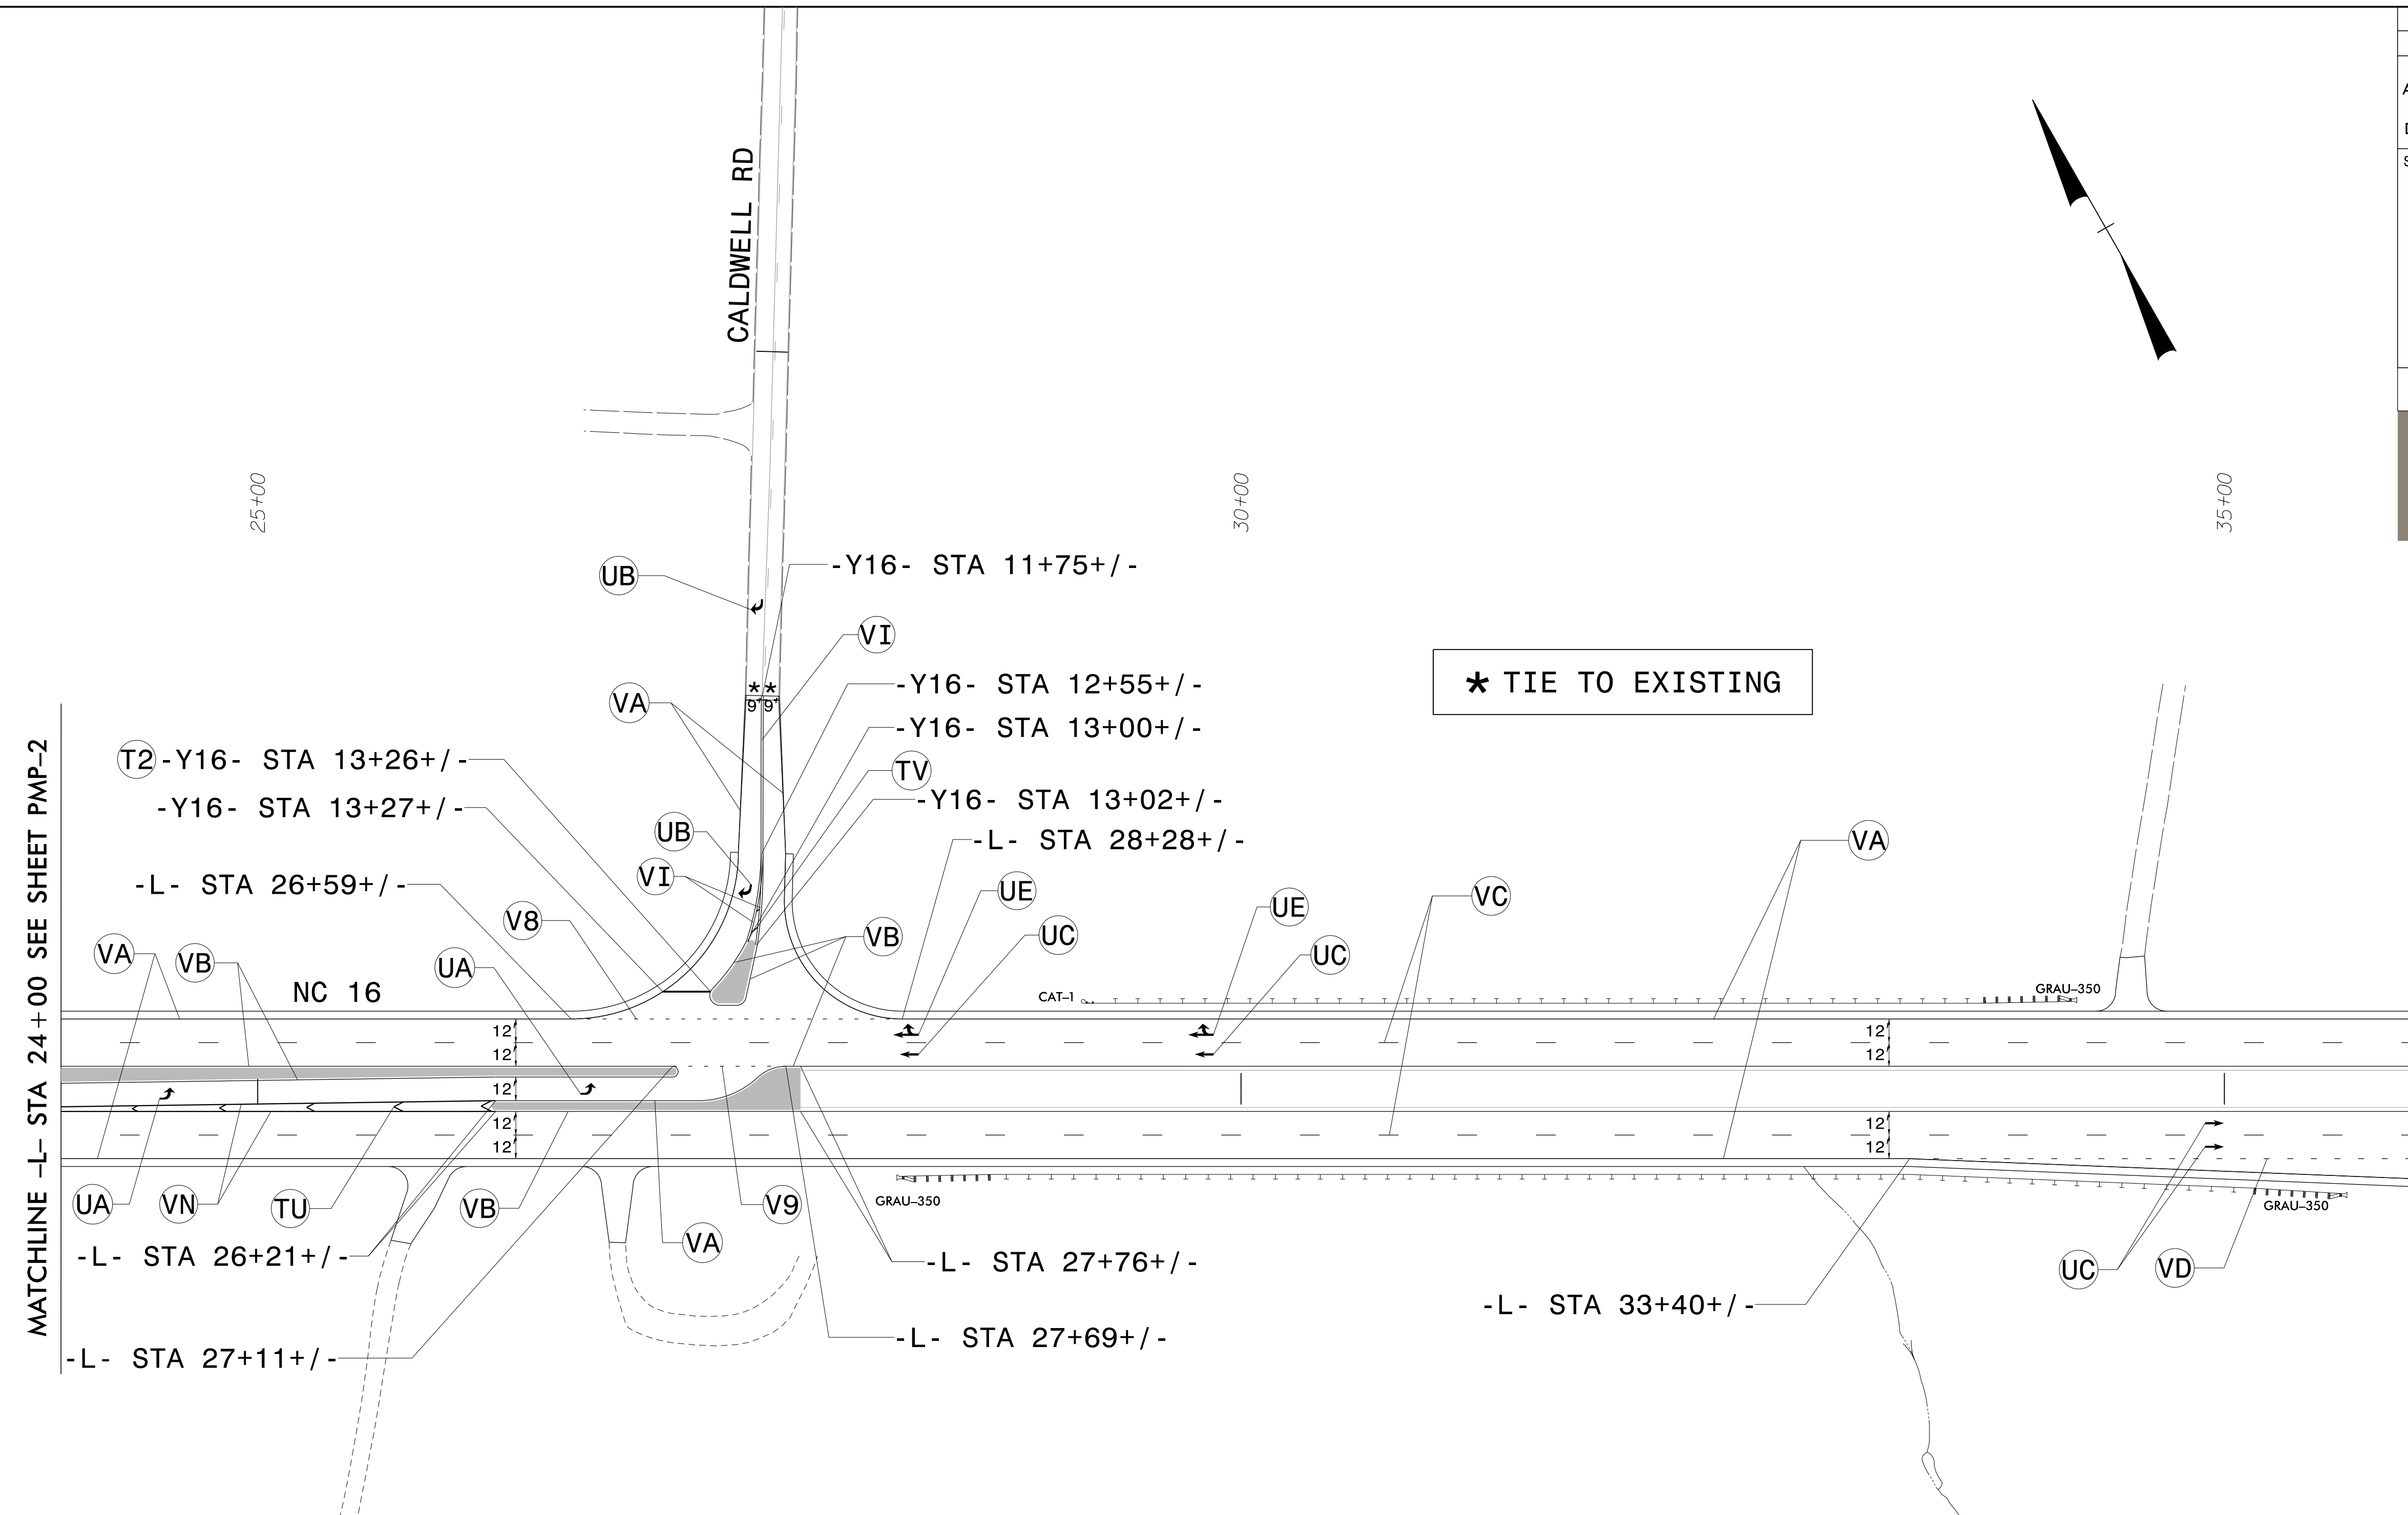 A
D
S
CALDWELL RD
25+00
30+00
35+00
-Y16- STA 11+75+/-
UB
VI
* TIE TO EXISTING
-Y16- STA 12+55+/-
* *
VA
-Y16- STA 13+00+/-
T2 -Y16- STA 13+26+/-
TV
-Y16- STA 13+27+/-
-Y16- STA 13+02+/-
UB
-L- STA 28+28+/-
VA
-L- STA 26+59+/-
VI
UE
VC
V8
UE
VA
VB
UA
VB
UC
UC
NC 16
CAT-1
GRAU-350
12'
12'
12'
12'
12'
12'
12'
12'
12'
MATCHLINE -L- STA 24+00 SEE SHEET PMP-2
UA
VN
TU
VB
V9
GRAU-350
GRAU-350
VA
-L- STA 26+21+/-
-L- STA 27+76+/-
UC
VD
-L- STA 33+40+/-
-L- STA 27+69+/-
-L- STA 27+11+/-